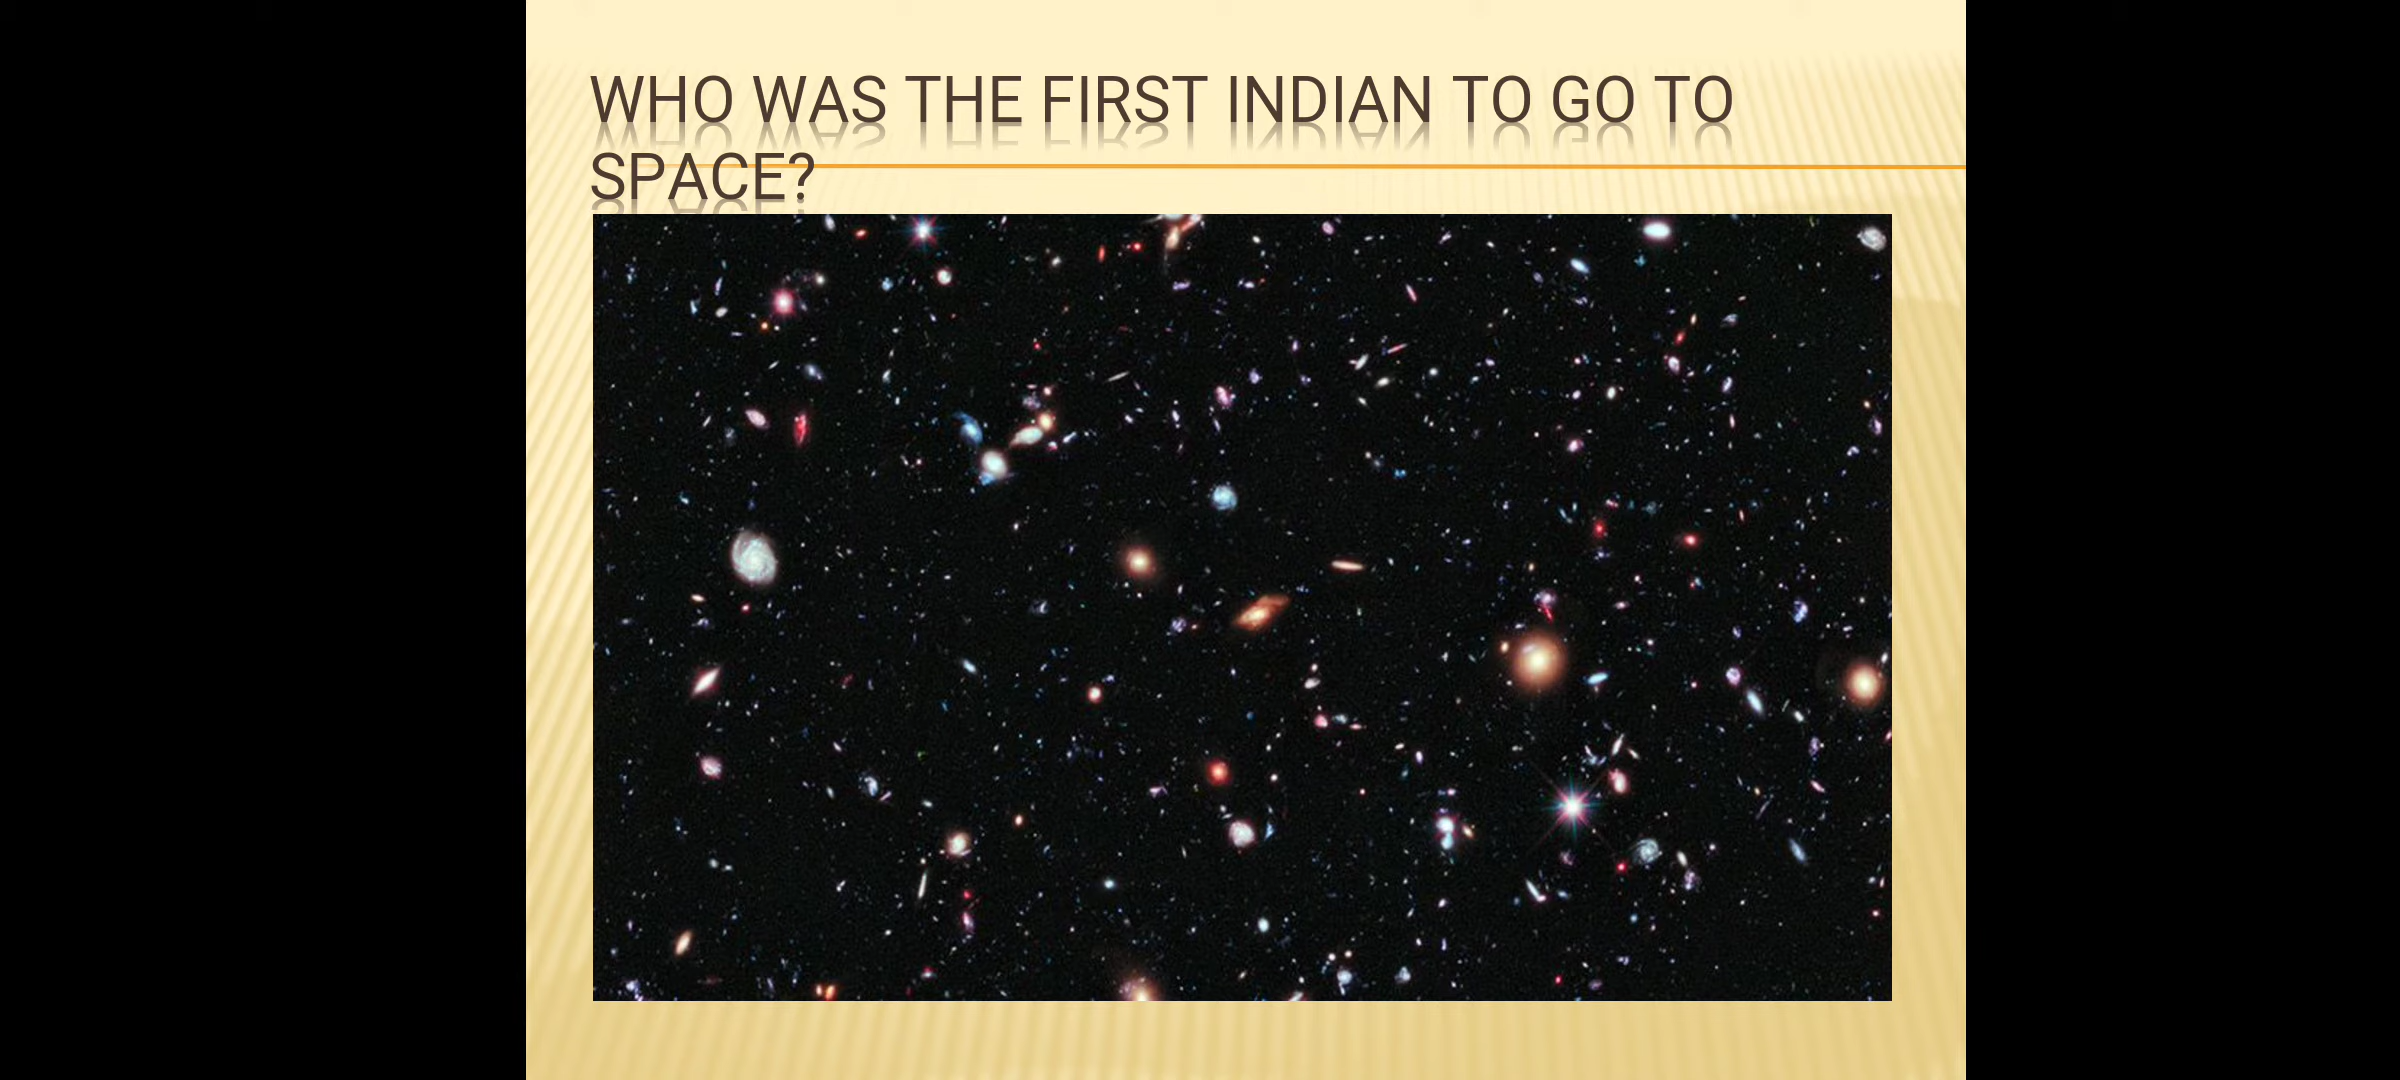 WHO WAS THE FIRST INDIAN TO GO TO
SPACE?